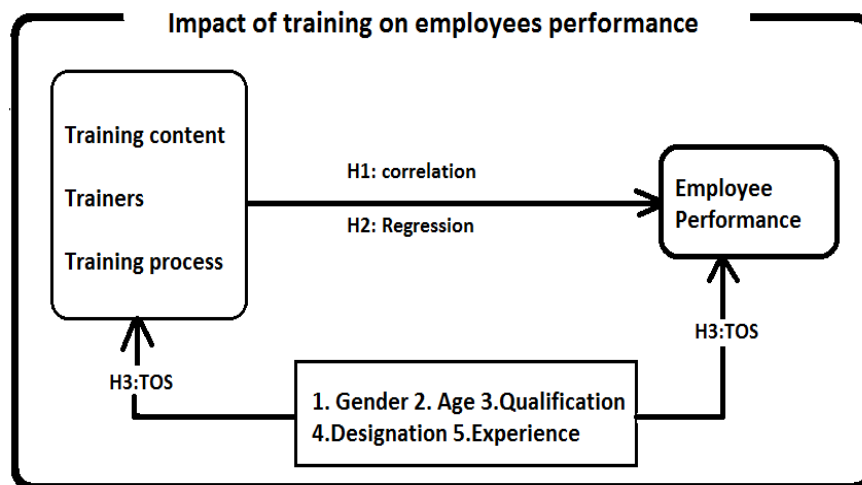 Impact of training on employees performance
Training content
Trainers
Training process
H1: correlation
H2: Regression
Employee
Performance
H3:TOS
H3:TOS
1. Gender 2. Age 3.Qualification
4.Designation 5.Experience